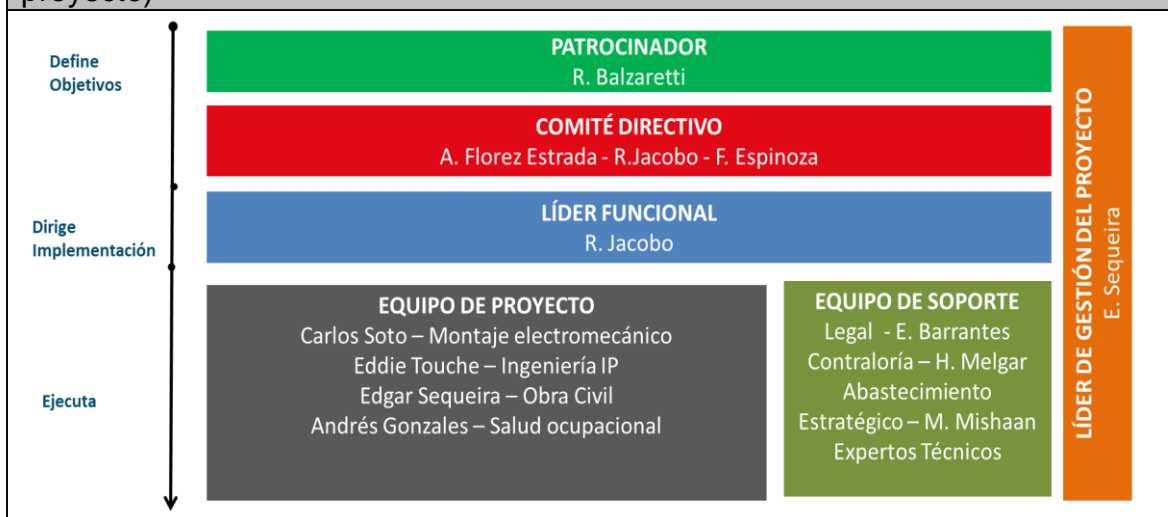 proyecto)
Define
Objetivos
PATROCINADOR
R. Balzaretti
COMITÉ DIRECTIVO
A. Florez Estrada - R.Jacobo - F. Espinoza
Dirige
Implementación
LÍDER FUNCIONAL
R. Jacobo
Ejecuta
EQUIPO DE PROYECTO
Carlos Soto – Montaje electromecánico
Eddie Touche – Ingeniería IP
Edgar Sequeira – Obra Civil
Andrés Gonzales – Salud ocupacional
EQUIPO DE SOPORTE
Legal - E. Barrantes
Contraloría – H. Melgar
Abastecimiento
Estratégico – M. Mishaan
Expertos Técnicos
LÍDER DE GESTIÓN DEL PROYECTO
E. Sequeira